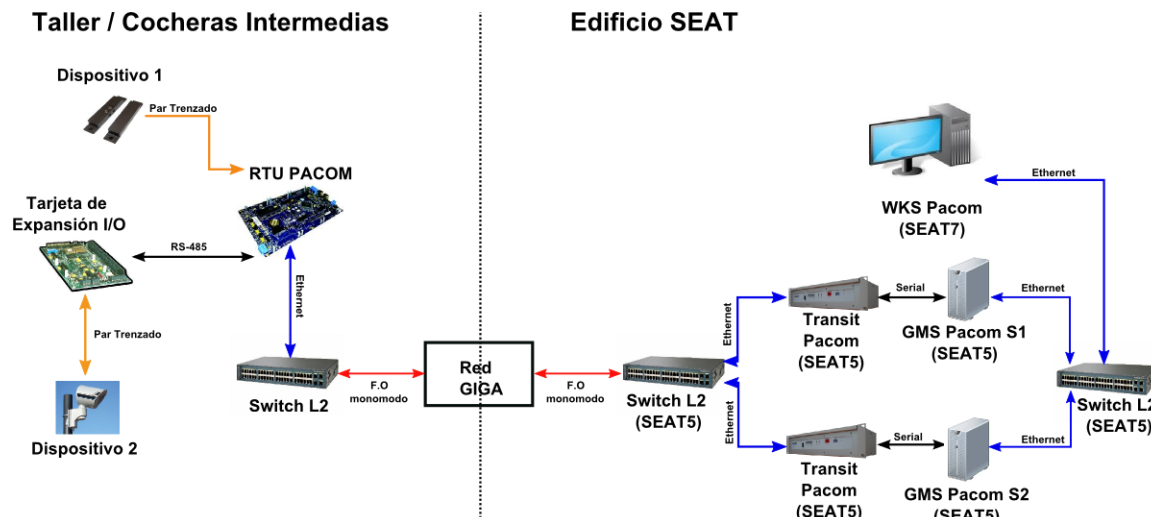 Taller / Cocheras Intermedias
Edificio SEAT
Dispositivo 1
Par Trenzado
RTU PACOM
Tarjeta de
Expansión I/O
RS-485
Ethernet
Par Trenzado
Dispositivo 2
Switch L2
F.O
monomodo
Red
GIGA
F.O
monomodo
Switch L2
(SEAT5)
Ethernet
Ethernet
WKS Pacom
(SEAT7)
Ethernet
Transit
Pacom
(SEAT5)
Serial
GMS Pacom S1
(SEAT5)
Ethernet
Switch L2
(SEAT5)
Transit
Pacom
(SEAT5)
Serial
GMS Pacom S2
(SEAT5)
Ethernet